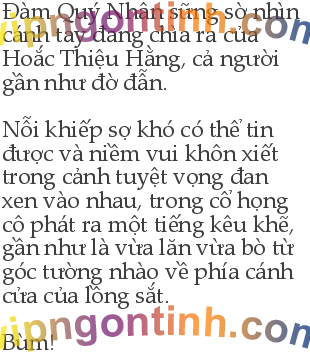 Đàm Quý Nhân sững sờ nhìn
cánh tay đang chìa ra của
Hoắc Thiệu Hằng, cả người
gần như đờ đẫn.
Nỗi khiếp sợ khó có thể tin
được và niềm vui khôn xiết
trong cảnh tuyệt vọng đan
xen vào nhau, trong cổ họng
cô phát ra một tiếng kêu khẽ,
gần như là vừa lăn vừa bò từ
góc tường nhào về phía cánh
cửa của lồng sắt.
vipngontinh.com
Bùm!